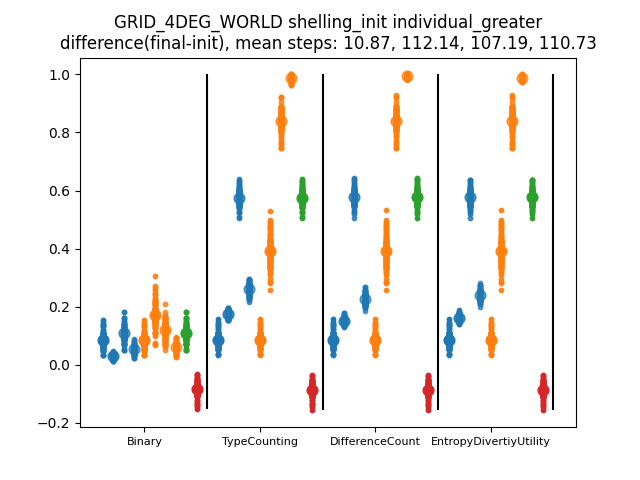 GRID_4DEG_WORLD shelling_init individual_greater
difference(final-init), mean steps: 10.87, 112.14, 107.19, 110.73
1.0
0.8
0.6
0.4
0.2
0.0
−0.2
Binary TypeCounting DifferenceCount EntropyDivertiyUtility